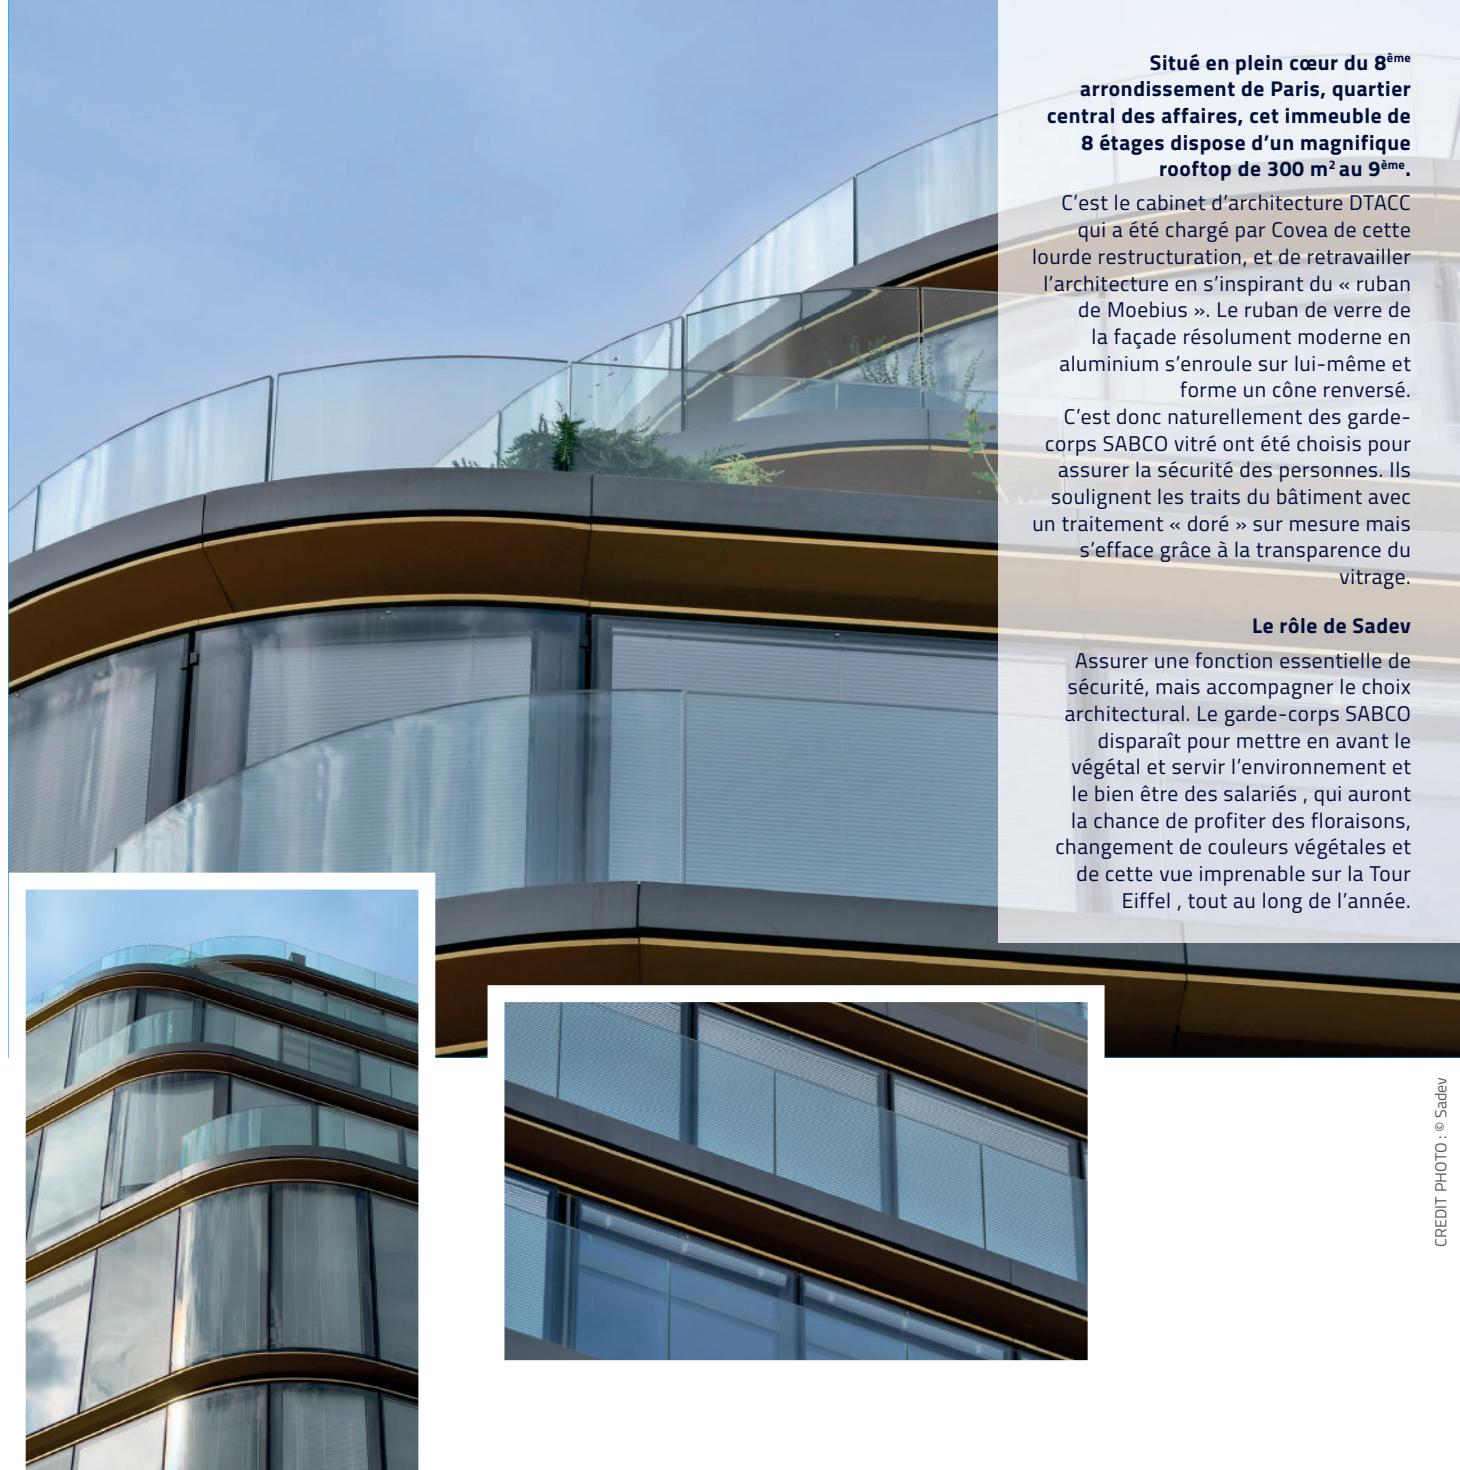 Situé en plein cœur du 8ème
arrondissement de Paris, quartier
central des affaires, cet immeuble de
8 étages dispose d’un magnifique
rooftop de 300 m² au 9ème.
C’est le cabinet d’architecture DTACC
qui a été chargé par Covea de cette
lourde restructuration, et de retravailler
l’architecture en s’inspirant du « ruban
de Moebius ». Le ruban de verre de
la façade résolument moderne en
aluminium s’enroule sur lui-même et
forme un cône renversé.
C’est donc naturellement des garde-
corps SABCO vitré ont été choisis pour
assurer la sécurité des personnes. Ils
soulignent les traits du bâtiment avec
un traitement « doré » sur mesure mais
s’efface grâce à la transparence du
vitrage.
Le rôle de Sadev
Assurer une fonction essentielle de
sécurité, mais accompagner le choix
architectural. Le garde-corps SABCO
disparaît pour mettre en avant le
végétal et servir l’environnement et
le bien être des salariés , qui auront
la chance de profiter des floraisons,
changement de couleurs végétales et
de cette vue imprenable sur la Tour
Eiffel , tout au long de l’année.
CREDIT PHOTO : © Sadev